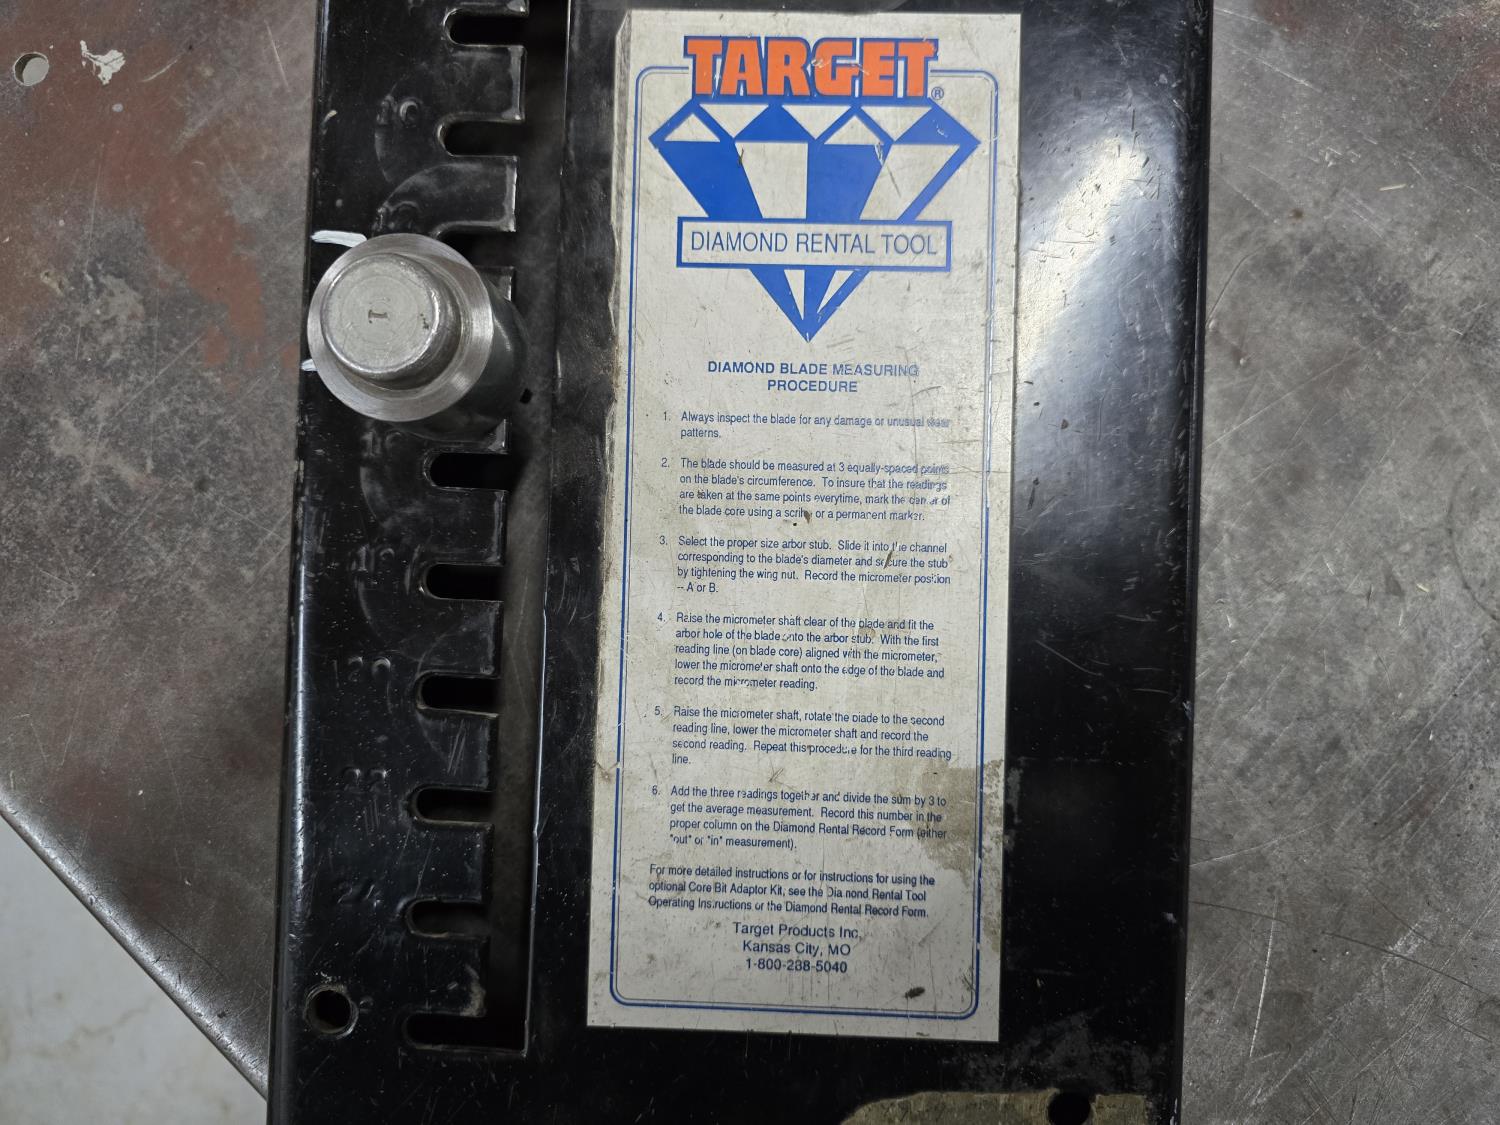 TARGET®
DIAMOND RENTAL TOOL
DIAMOND BLADE MEASURING
PROCEDURE
1. Always inspect the blade for any damage or unusual wear
patterns.
2. The blade should be measured at 3 equally-spaced points
on the blade's circumference. To insure that the readings
are taken at the same points everytime, mark the center of
the blade core using a scribe or a permanent marker.
3. Select the proper size arbor stub. Slide it into the channel
corresponding to the blade's diameter and secure the stub
by tightening the wing nut. Record the micrometer position
-- A or B.
4. Raise the micrometer shaft clear of the blade and fit the
arbor hole of the blade onto the arbor stub. With the first
reading line (on blade core) aligned with the micrometer,
lower the micrometer shaft onto the edge of the blade and
record the micrometer reading.
5. Raise the micrometer shaft, rotate the blade to the second
reading line, lower the micrometer shaft and record the
second reading. Repeat this procedure for the third reading
line.
6. Add the three readings together and divide the sum by 3 to
get the average measurement. Record this number in the
proper column on the Diamond Rental Record Form (either
"out" or "in" measurement).
For more detailed instructions or for instructions for using the
optional Core Bit Adaptor Kit, see the Diamond Rental Tool
Operating Instructions or the Diamond Rental Record Form.
Target Products Inc.
Kansas City, MO
1-800-288-5040
1